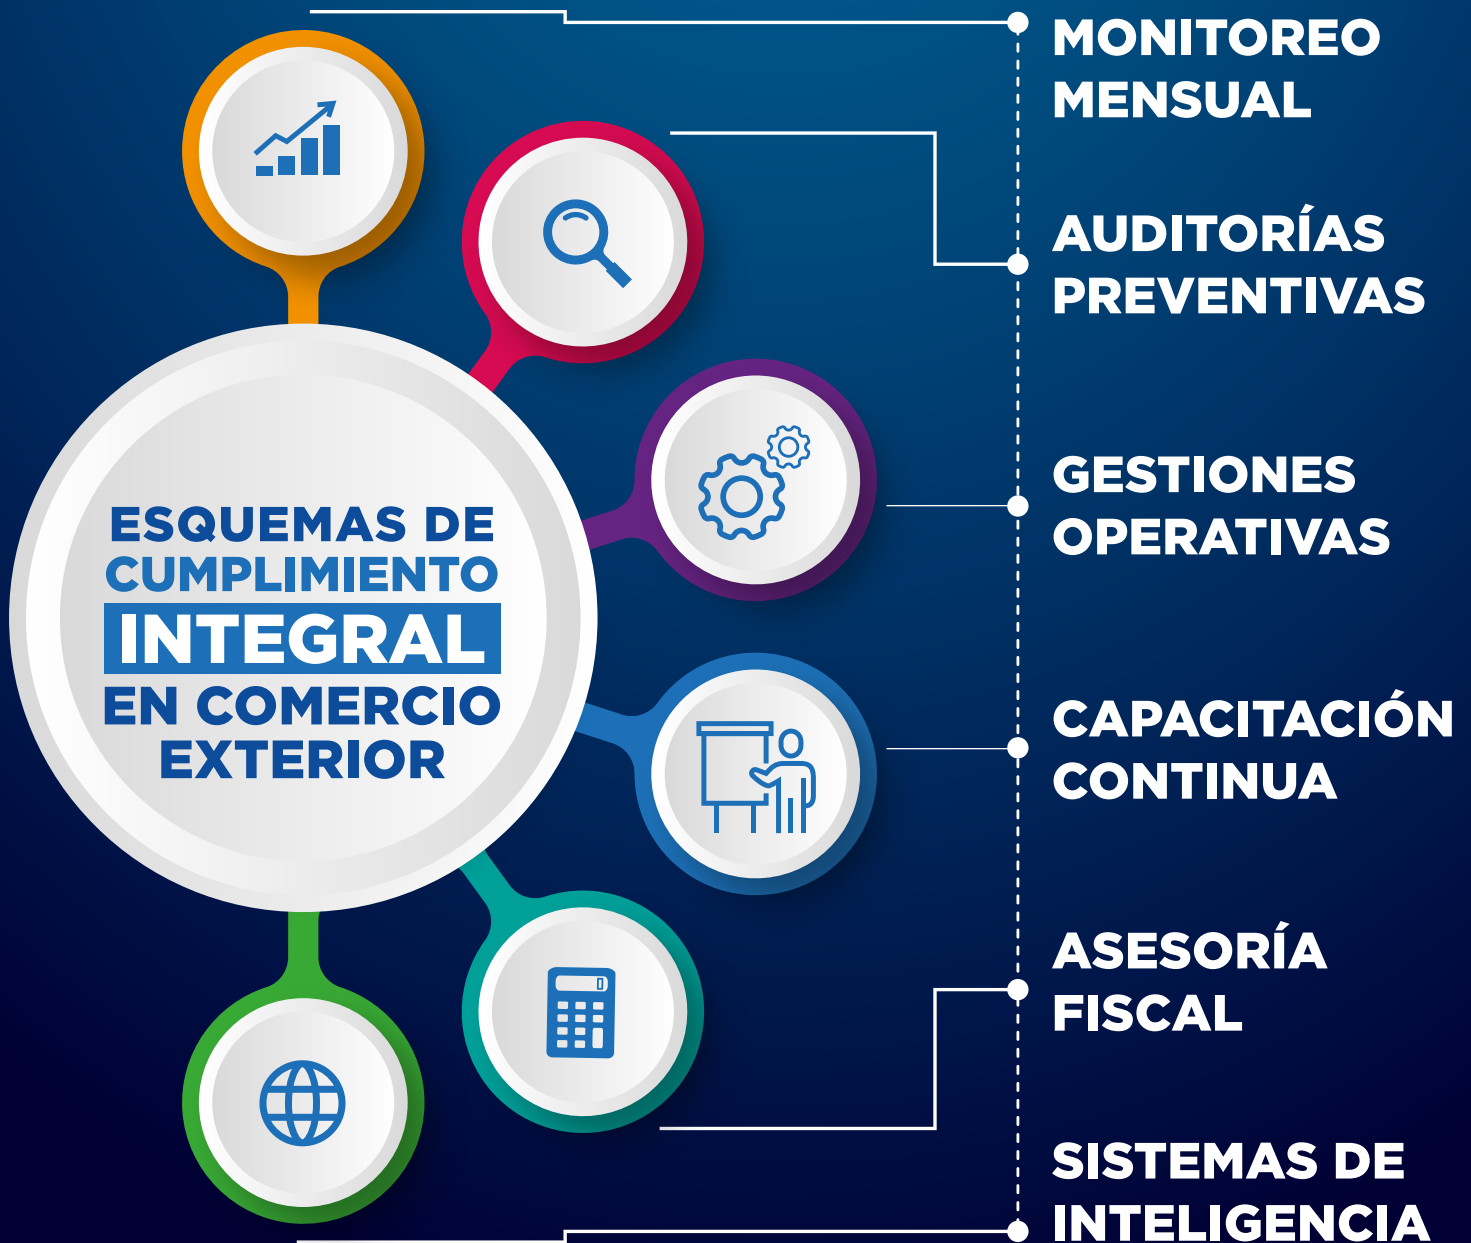 ESQUEMAS DE
CUMPLIMIENTO
INTEGRAL
EN COMERCIO
EXTERIOR
MONITOREO
MENSUAL
AUDITORÍAS
PREVENTIVAS
GESTIONES
OPERATIVAS
CAPACITACIÓN
CONTINUA
ASESORÍA
FISCAL
SISTEMAS DE
INTELIGENCIA